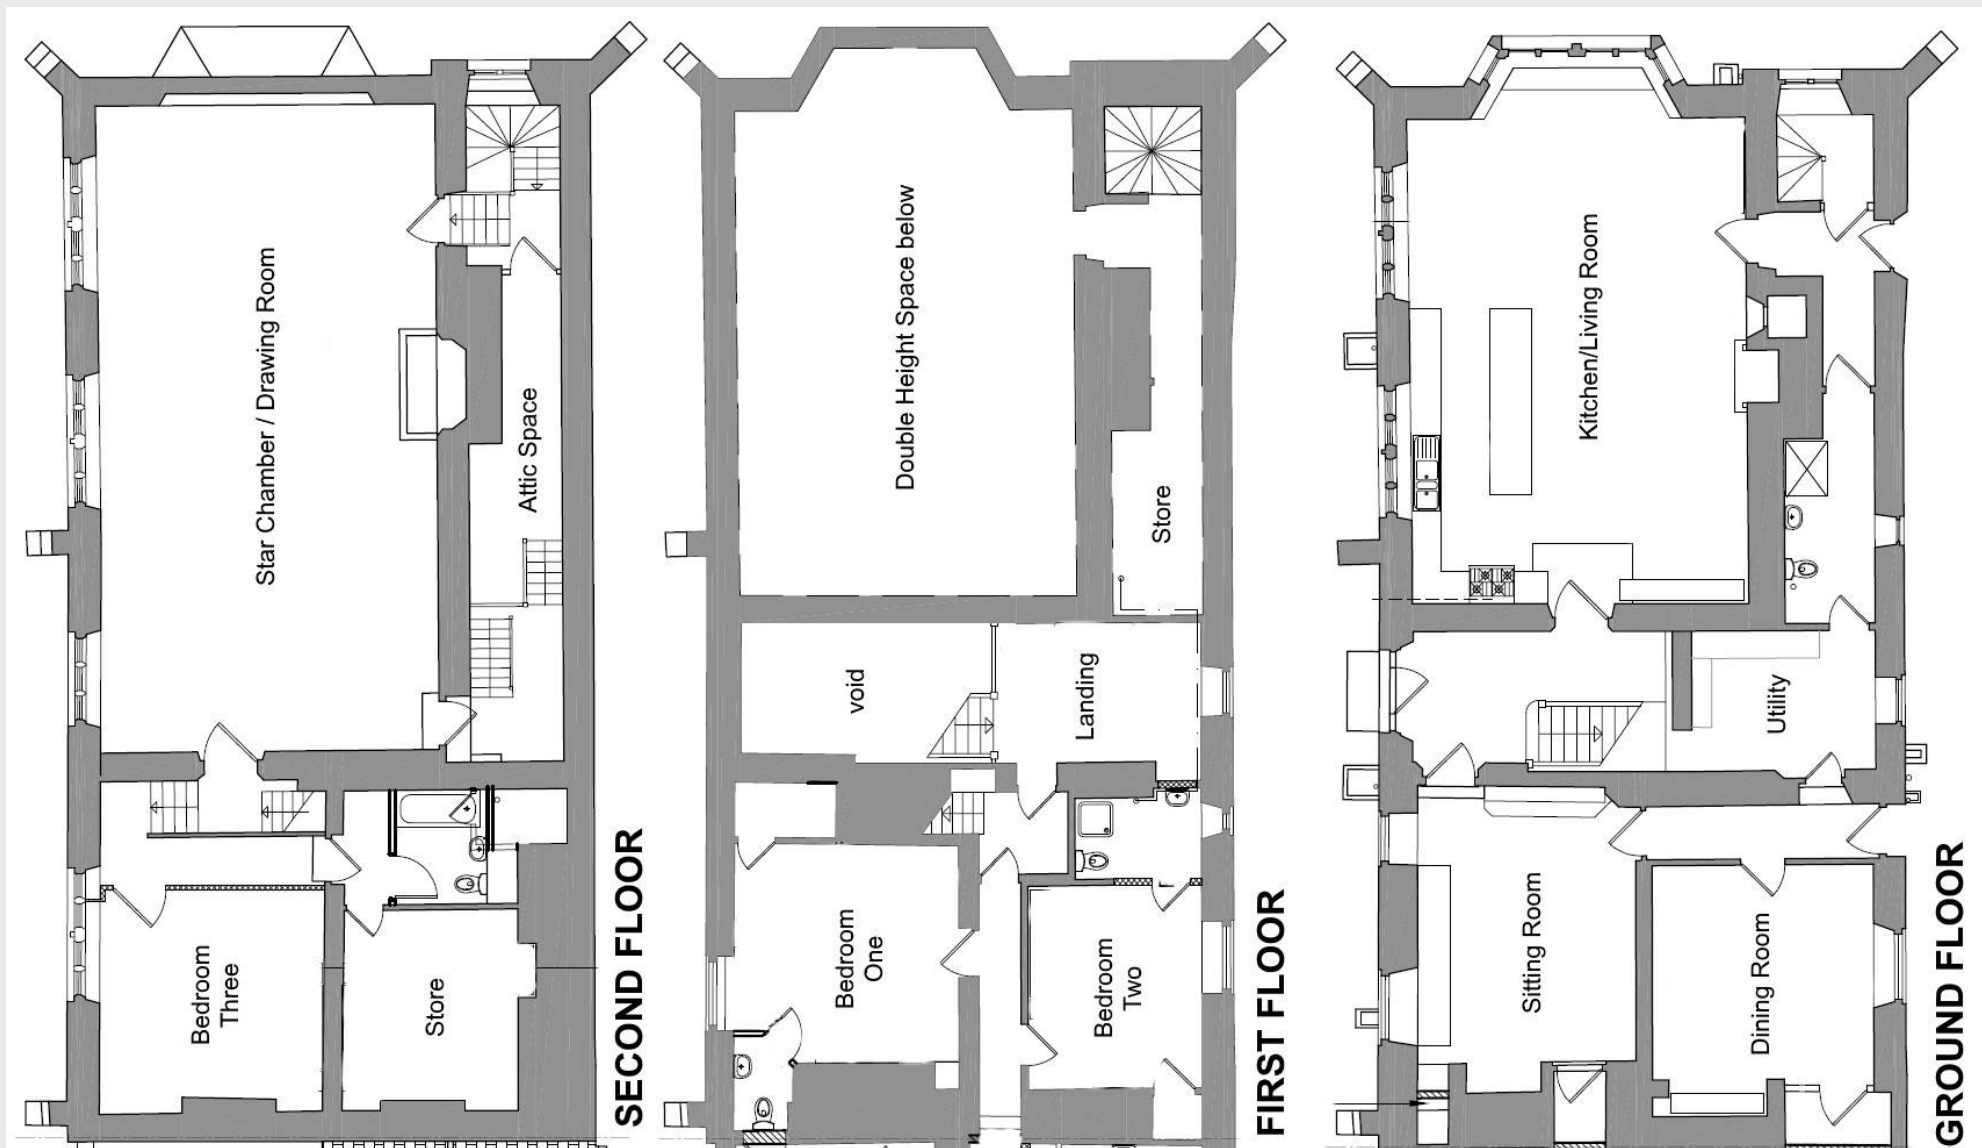 Star Chamber / Drawing Room
Attic Space
Bedroom
Three
Store
SECOND FLOOR
Double Height Space below
Store
void
Landing
Bedroom
One
Bedroom
Two
FIRST FLOOR
Kitchen/Living Room
Utility
Sitting Room
Dining Room
GROUND FLOOR